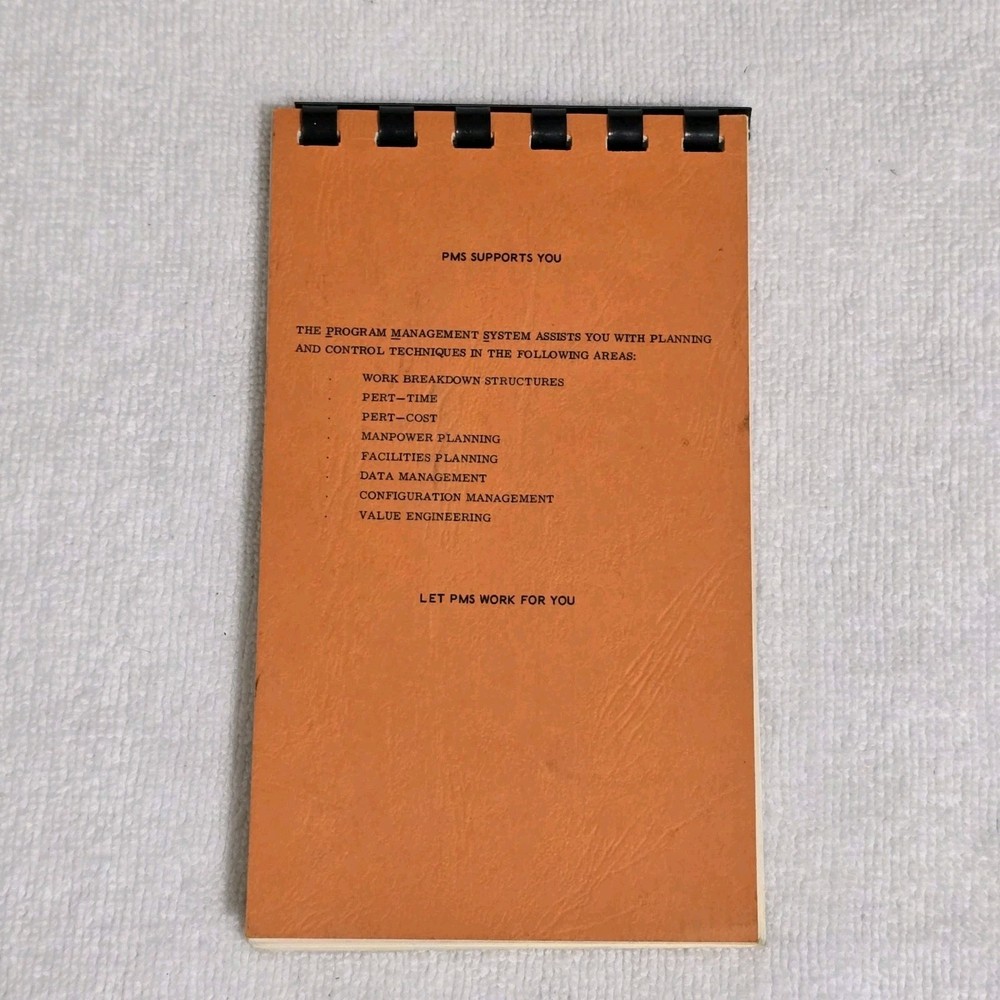 PMS SUPPORTS YOU
THE PROGRAM MANAGEMENT SYSTEM ASSISTS YOU WITH PLANNING
AND CONTROL TECHNIQUES IN THE FOLLOWING AREAS:
· WORK BREAKDOWN STRUCTURES
· PERT—TIME
· PERT—COST
· MANPOWER PLANNING
· FACILITIES PLANNING
· DATA MANAGEMENT
· CONFIGURATION MANAGEMENT
· VALUE ENGINEERING
LET PMS WORK FOR YOU